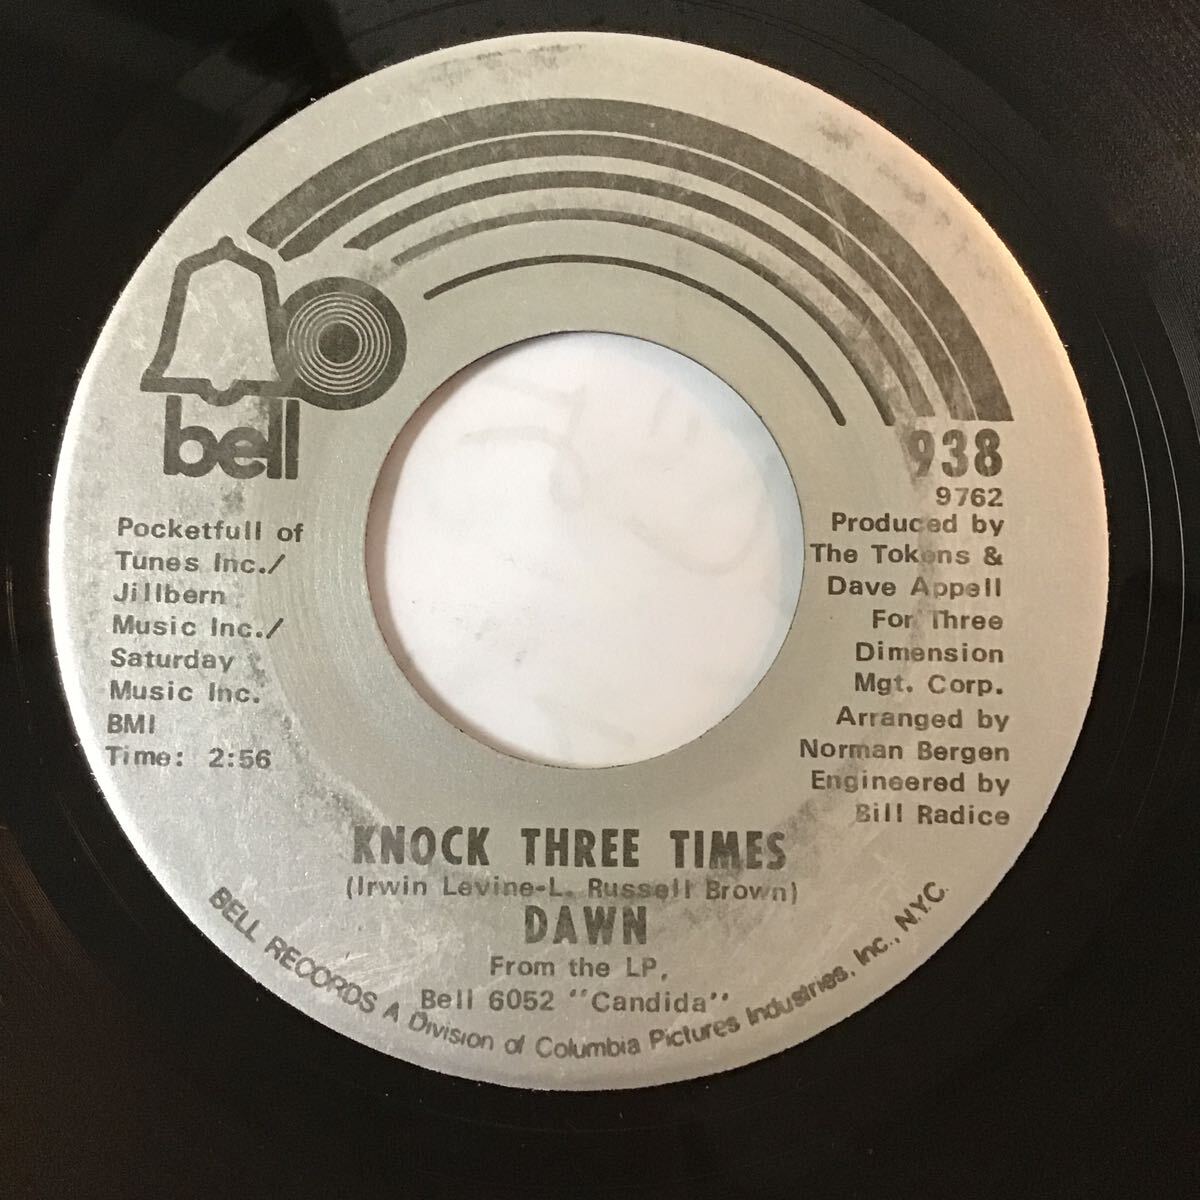 bell
938
9762
Pocketfull of
Tunes Inc./
Jillbern
Music Inc./
Saturday
Music Inc.
BMI
Time: 2:56
Produced by
The Tokens &
Dave Appell
For Three
Dimension
Mgt. Corp.
Arranged by
Norman Bergen
Engineered by
Bill Radice
KNOCK THREE TIMES
(Irwin Levine-L. Russell Brown)
DAWN
From the LP,
Bell 6052 "Candida"
BELL RECORDS A Division of Columbia Pictures Industries, Inc., N.Y.C.